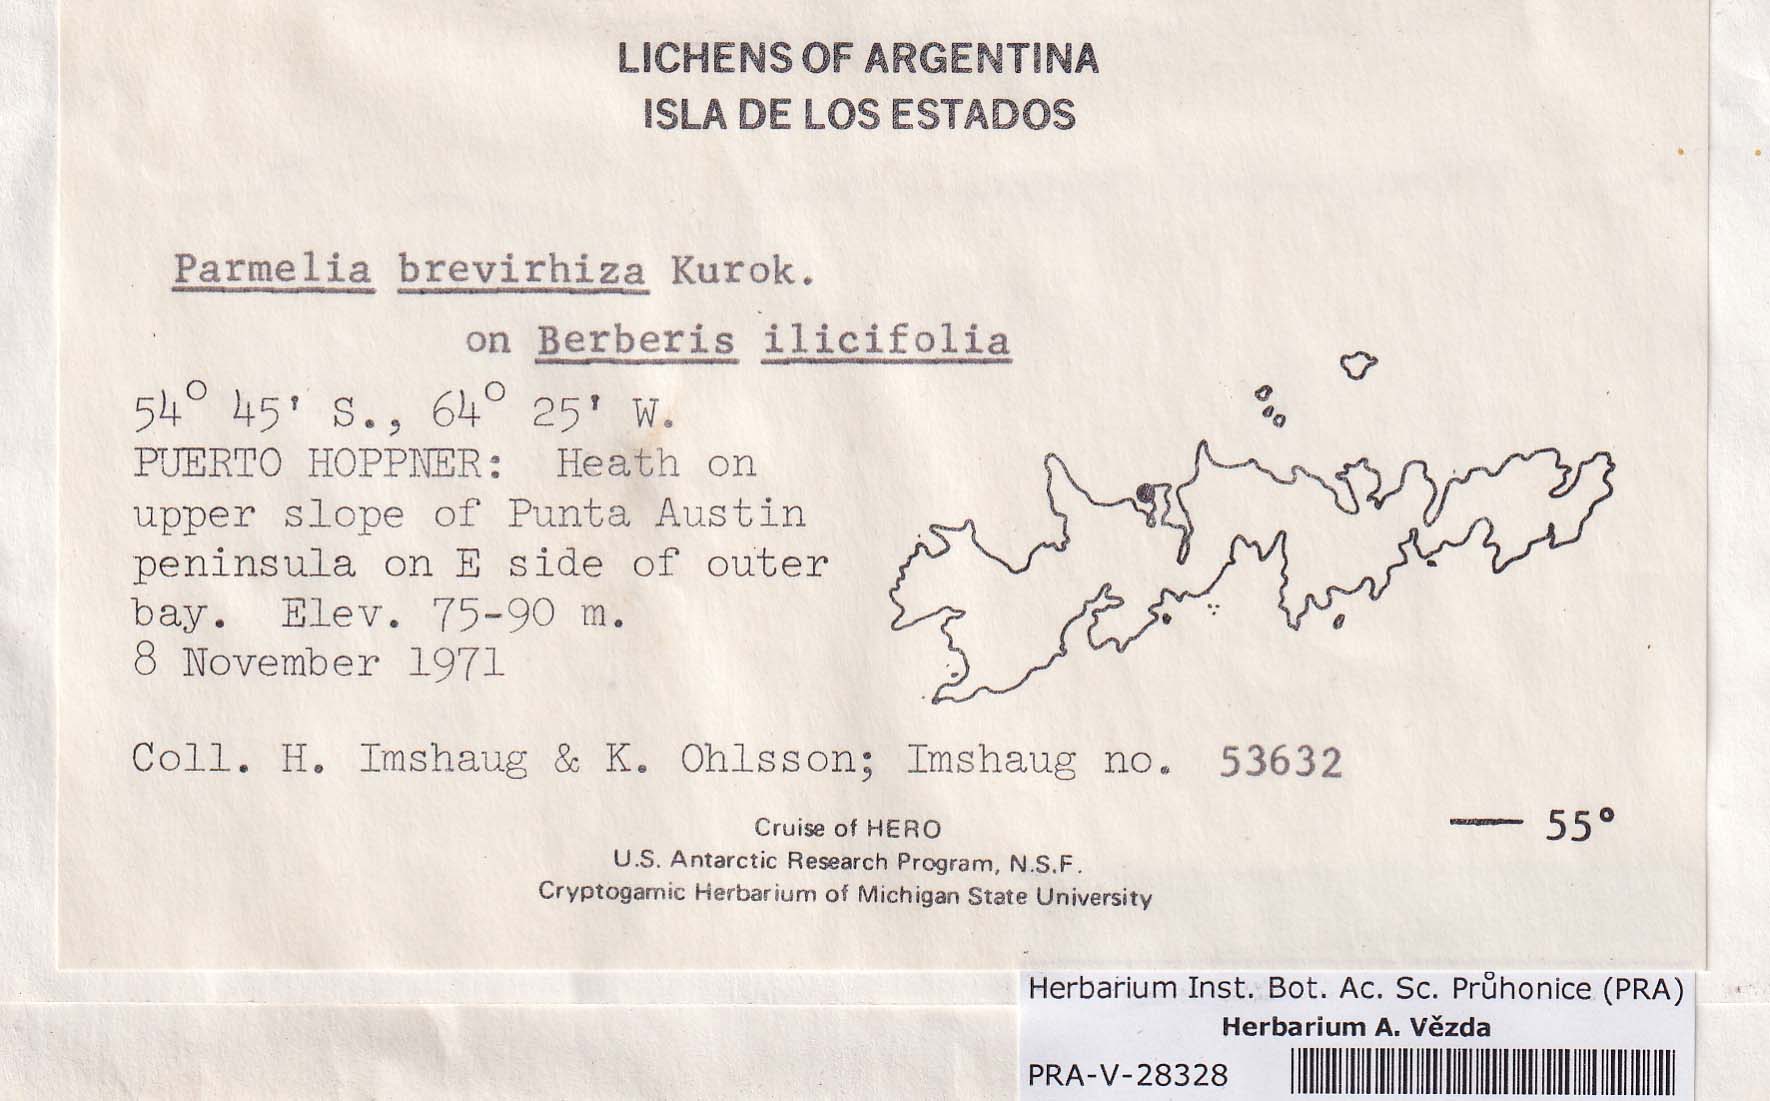 LICHENS OF ARGENTINA
ISLA DE LOS ESTADOS
Parmelia brevirhiza Kurok.
on Berberis ilicifolia
54° 45' S., 64° 25' W.
PUERTO HOPPNER: Heath on
upper slope of Punta Austin
peninsula on E side of outer
bay. Elev. 75-90 m.
8 November 1971
Coll. H. Imshaug & K. Ohlsson; Imshaug no. 53632
— 55°
Cruise of HERO
U.S. Antarctic Research Program, N.S.F.
Cryptogamic Herbarium of Michigan State University
Herbarium Inst. Bot. Ac. Sc. Průhonice (PRA)
Herbarium A. Vězda
PRA-V-28328